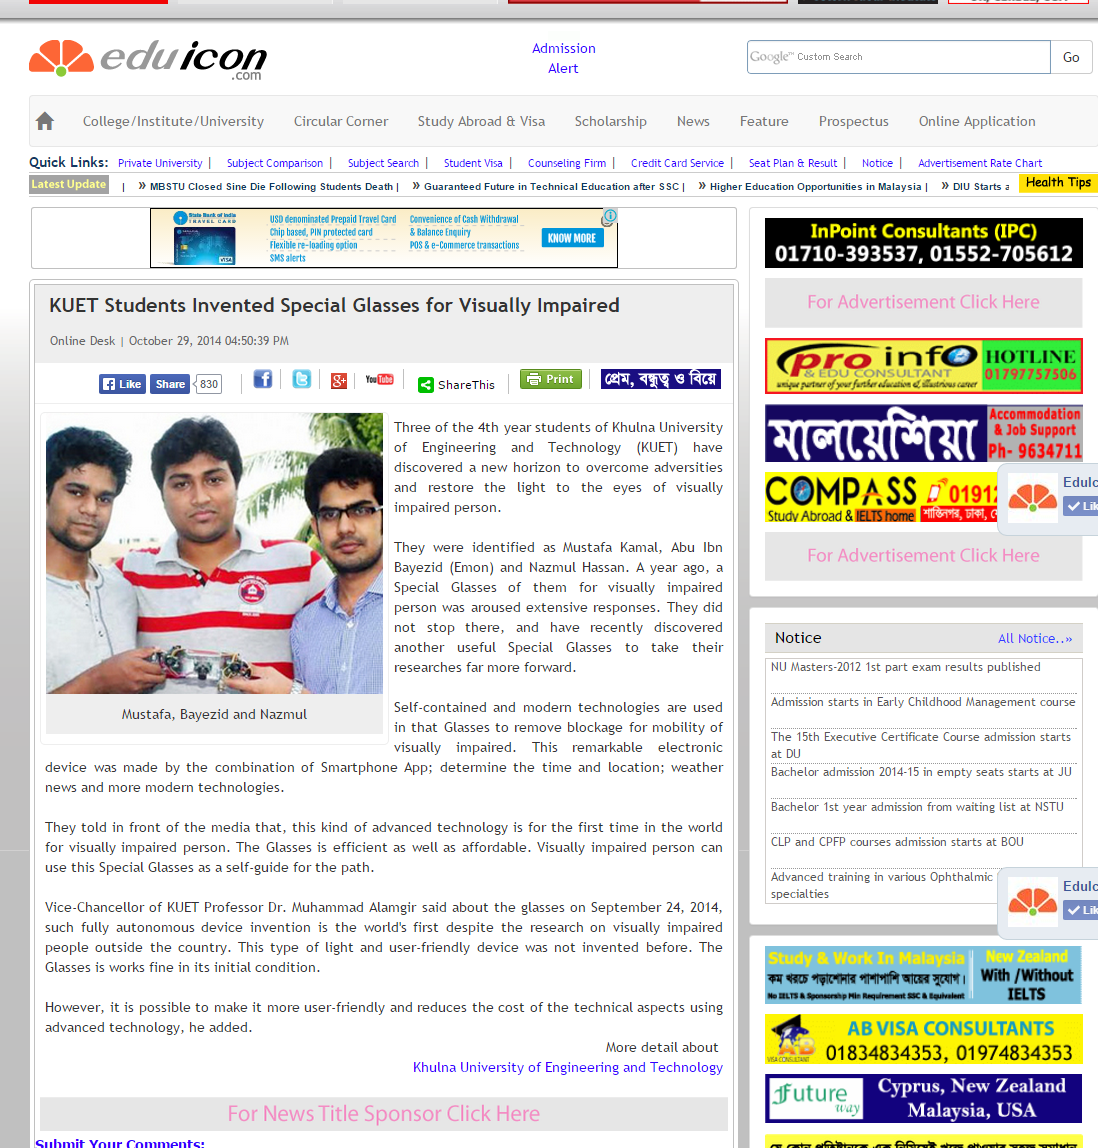 eduicon
.com
Admission
Alert
Google™ Custom Search
Go
College/Institute/University
Circular Corner
Study Abroad & Visa
Scholarship
News
Feature
Prospectus
Online Application
Quick Links: Private University | Subject Comparison | Subject Search | Student Visa | Counseling Firm | Credit Card Service | Seat Plan & Result | Notice | Advertisement Rate Chart
Latest Update | » MBSTU Closed Sine Die Following Students Death | » Guaranteed Future in Technical Education after SSC | » Higher Education Opportunities in Malaysia | » DIU Starts a
Health Tips
State Bank of India
TRAVEL CARD
USD denominated Prepaid Travel Card
Chip based, PIN protected card
Flexible re-loading option
SMS alerts
Convenience of Cash Withdrawal
& Balance Enquiry
POS & e-Commerce transactions
KNOW MORE
VISA
KUET Students Invented Special Glasses for Visually Impaired
Online Desk | October 29, 2014 04:50:39 PM
Like
Share
830
You Tube
ShareThis
Print
প্রেম, বন্ধুত্ব ও বিয়ে
Three of the 4th year students of Khulna University
of Engineering and Technology (KUET) have
discovered a new horizon to overcome adversities
and restore the light to the eyes of visually
impaired person.
They were identified as Mustafa Kamal, Abu Ibn
Bayezid (Emon) and Nazmul Hassan. A year ago, a
Special Glasses of them for visually impaired
person was aroused extensive responses. They did
not stop there, and have recently discovered
another useful Special Glasses to take their
researches far more forward.
Mustafa, Bayezid and Nazmul
Self-contained and modern technologies are used
in that Glasses to remove blockage for mobility of
visually impaired. This remarkable electronic
device was made by the combination of Smartphone App; determine the time and location; weather
news and more modern technologies.
They told in front of the media that, this kind of advanced technology is for the first time in the world
for visually impaired person. The Glasses is efficient as well as affordable. Visually impaired person can
use this Special Glasses as a self-guide for the path.
Vice-Chancellor of KUET Professor Dr. Muhammad Alamgir said about the glasses on September 24, 2014,
such fully autonomous device invention is the world's first despite the research on visually impaired
people outside the country. This type of light and user-friendly device was not invented before. The
Glasses is works fine in its initial condition.
However, it is possible to make it more user-friendly and reduces the cost of the technical aspects using
advanced technology, he added.
More detail about
Khulna University of Engineering and Technology
For News Title Sponsor Click Here
Submit Your Comments:
InPoint Consultants (IPC)
01710-393537, 01552-705612
For Advertisement Click Here
pro info
& EDU CONSULTANT
unique partner of your further education & illustrious career
HOTLINE
01797757506
মালয়েশিয়া
Accommodation
& Job Support
Ph- 9634711
COMPASS
Study Abroad & IELTS home
01912
শান্তিনগর, ঢাকা,
EduIc
Lik
For Advertisement Click Here
Notice
All Notice..»
NU Masters-2012 1st part exam results published
Admission starts in Early Childhood Management course
The 15th Executive Certificate Course admission starts
at DU
Bachelor admission 2014-15 in empty seats starts at JU
Bachelor 1st year admission from waiting list at NSTU
CLP and CPFP courses admission starts at BOU
Advanced training in various Ophthalmic
specialties
EduIc
Lik
Study & Work In Malaysia
কম খরচে পড়াশোনার পাশাপাশি আয়ের সুযোগ।
No IELTS & Sponsorship Min Requirement SSC & Equivalent
New Zealand
With /Without
IELTS
AB VISA CONSULTANTS
01834834353, 01974834353
Future
way
Cyprus, New Zealand
Malaysia, USA